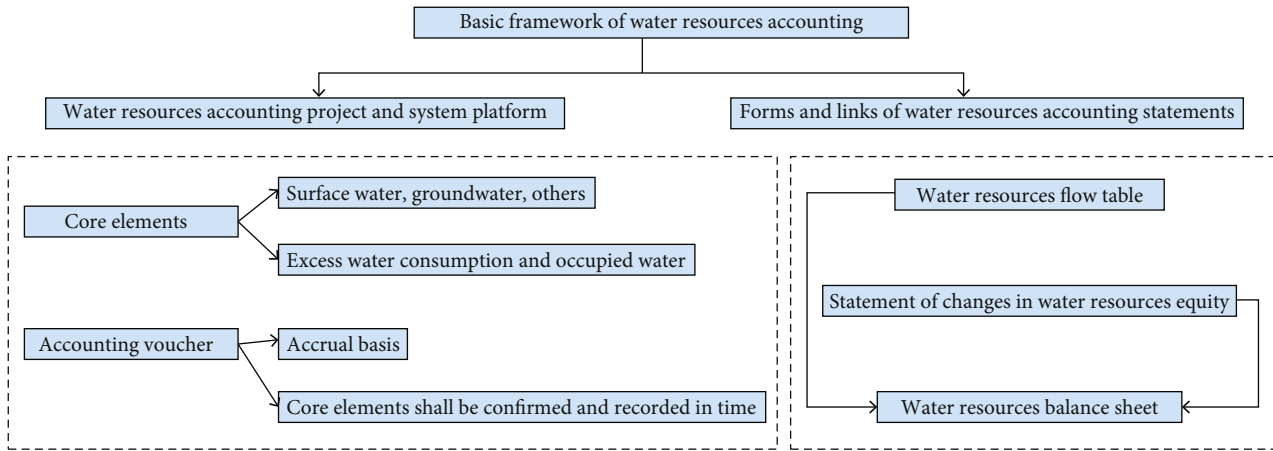 Basic framework of water resources accounting
Water resources accounting project and system platform
Forms and links of water resources accounting statements
Core elements
Surface water, groundwater, others
Excess water consumption and occupied water
Accounting voucher
Accrual basis
Core elements shall be confirmed and recorded in time
Water resources flow table
Statement of changes in water resources equity
Water resources balance sheet